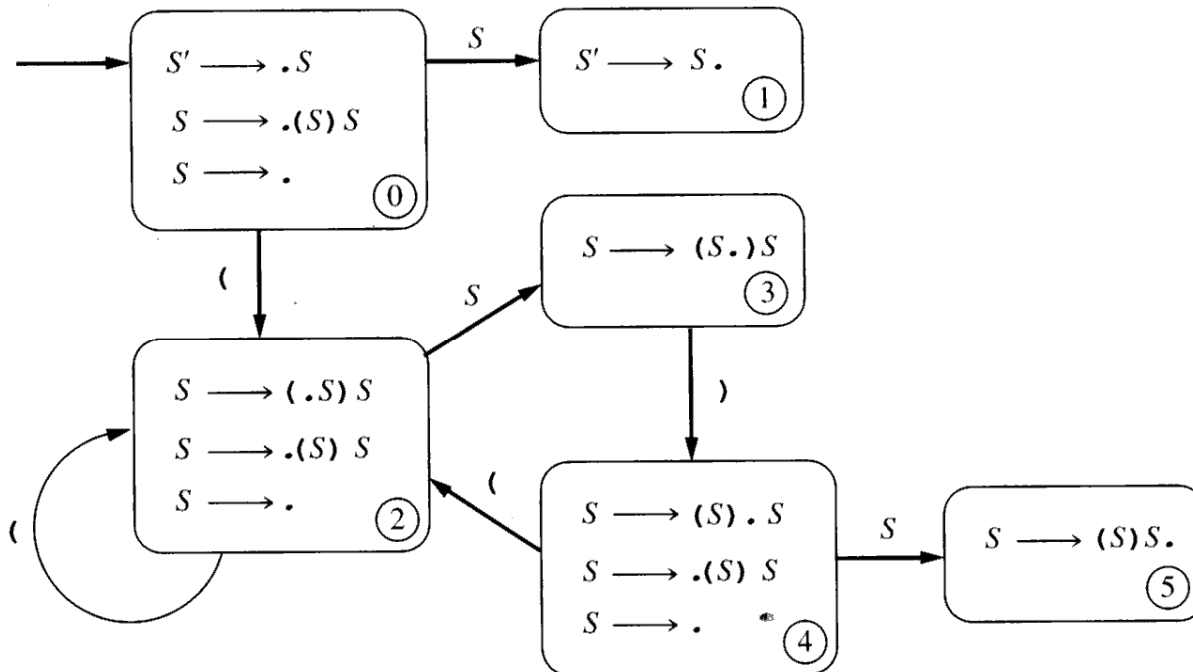 S' ⟶ .S
S ⟶ .(S)S
S ⟶ .
0
S
S' ⟶ S.
1
(
S
S ⟶ (S.)S
3
S ⟶ (.S)S
S ⟶ .(S) S
S ⟶ .
2
(
)
(
S ⟶ (S).S
S ⟶ .(S) S
S ⟶ .
4
S
S ⟶ (S)S.
5